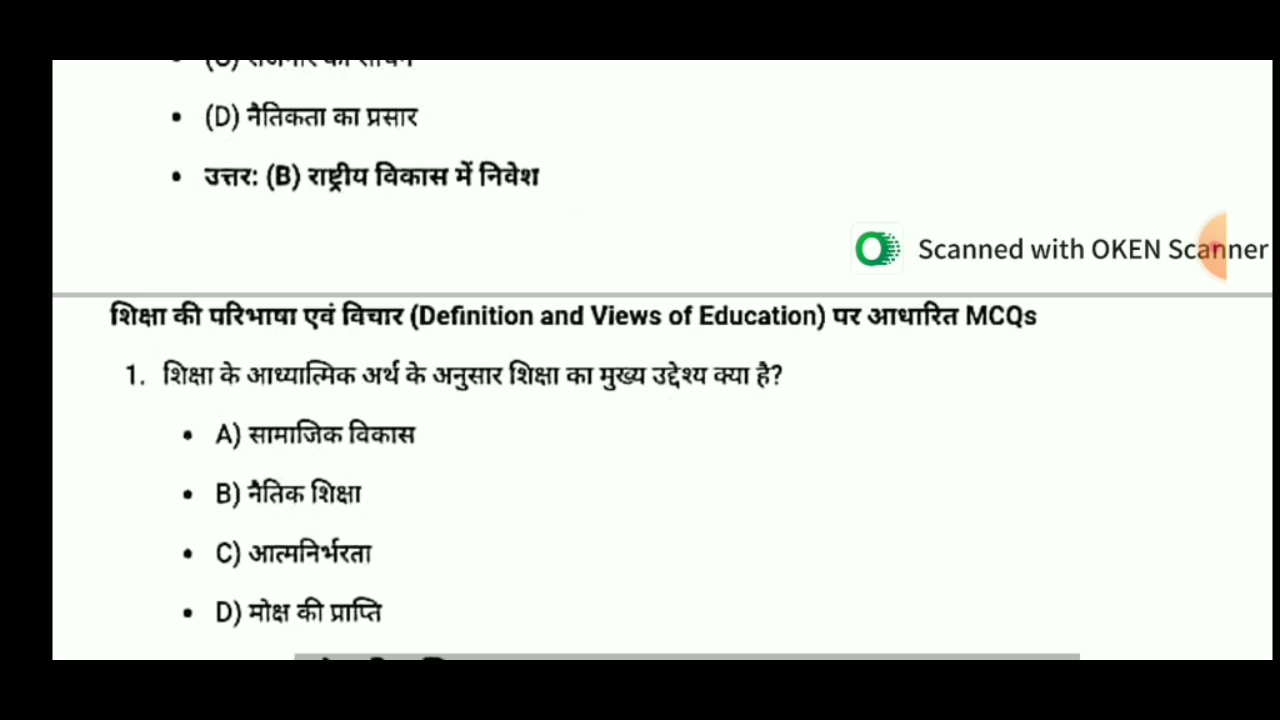 • (D) नैतिकता का प्रसार
• उत्तर: (B) राष्ट्रीय विकास में निवेश
Scanned with OKEN Scanner
शिक्षा की परिभाषा एवं विचार (Definition and Views of Education) पर आधारित MCQs
1. शिक्षा के आध्यात्मिक अर्थ के अनुसार शिक्षा का मुख्य उद्देश्य क्या है?
• A) सामाजिक विकास
• B) नैतिक शिक्षा
• C) आत्मनिर्भरता
• D) मोक्ष की प्राप्ति